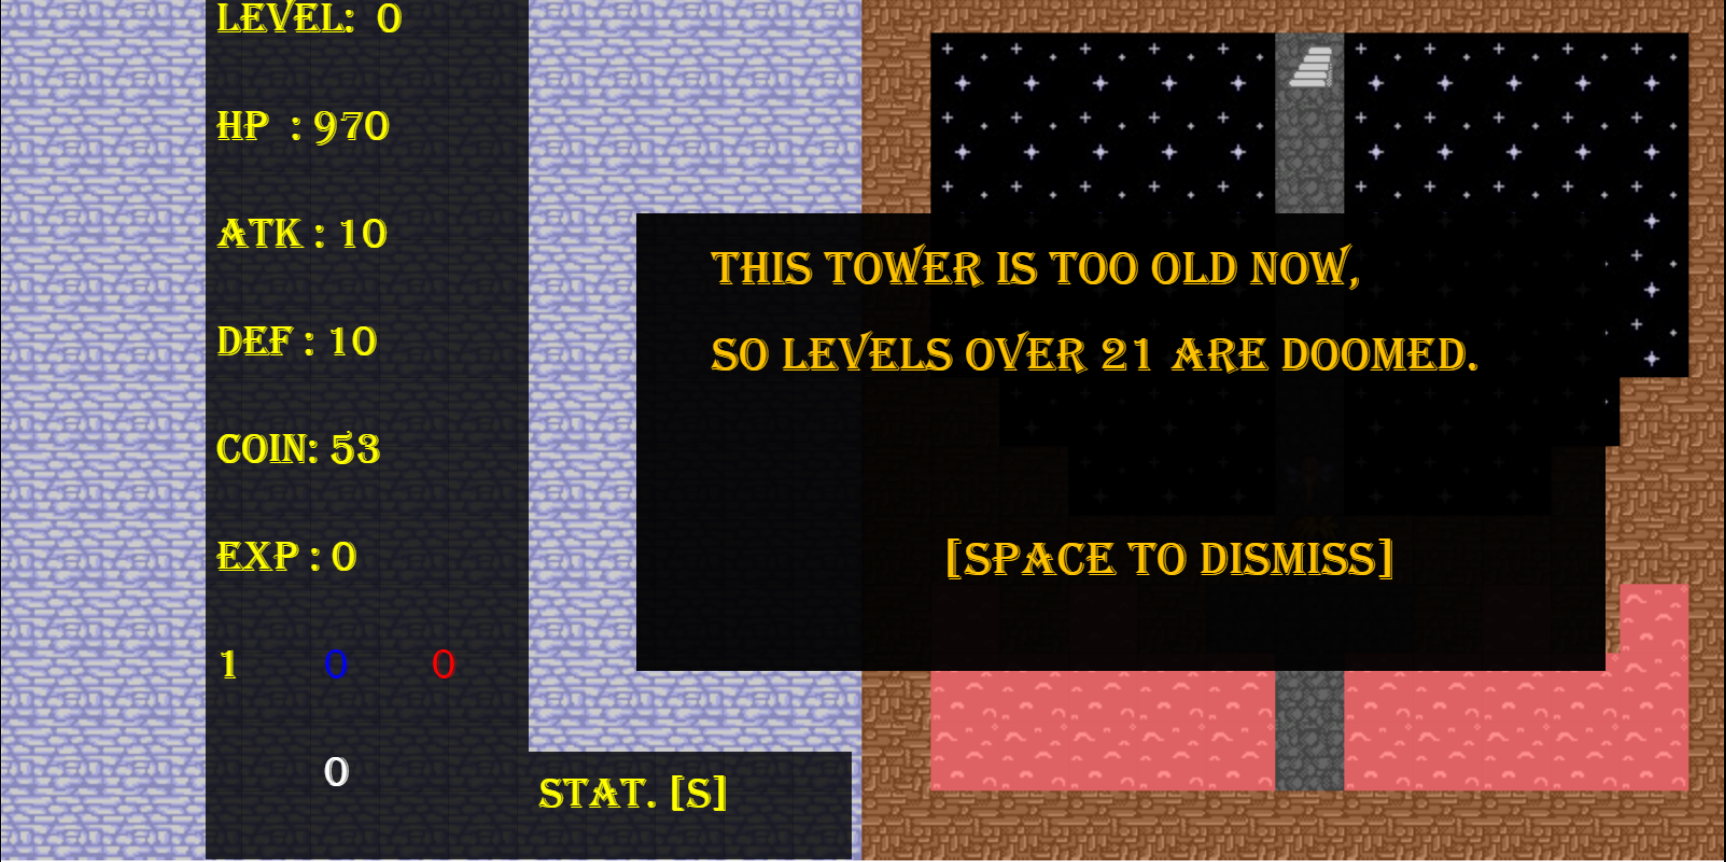 LEVEL: 0
HP : 970
ATK : 10
DEF : 10
COIN: 53
EXP : 0
1 0 0
0
STAT. [S]
THIS TOWER IS TOO OLD NOW,
SO LEVELS OVER 21 ARE DOOMED.
[SPACE TO DISMISS]